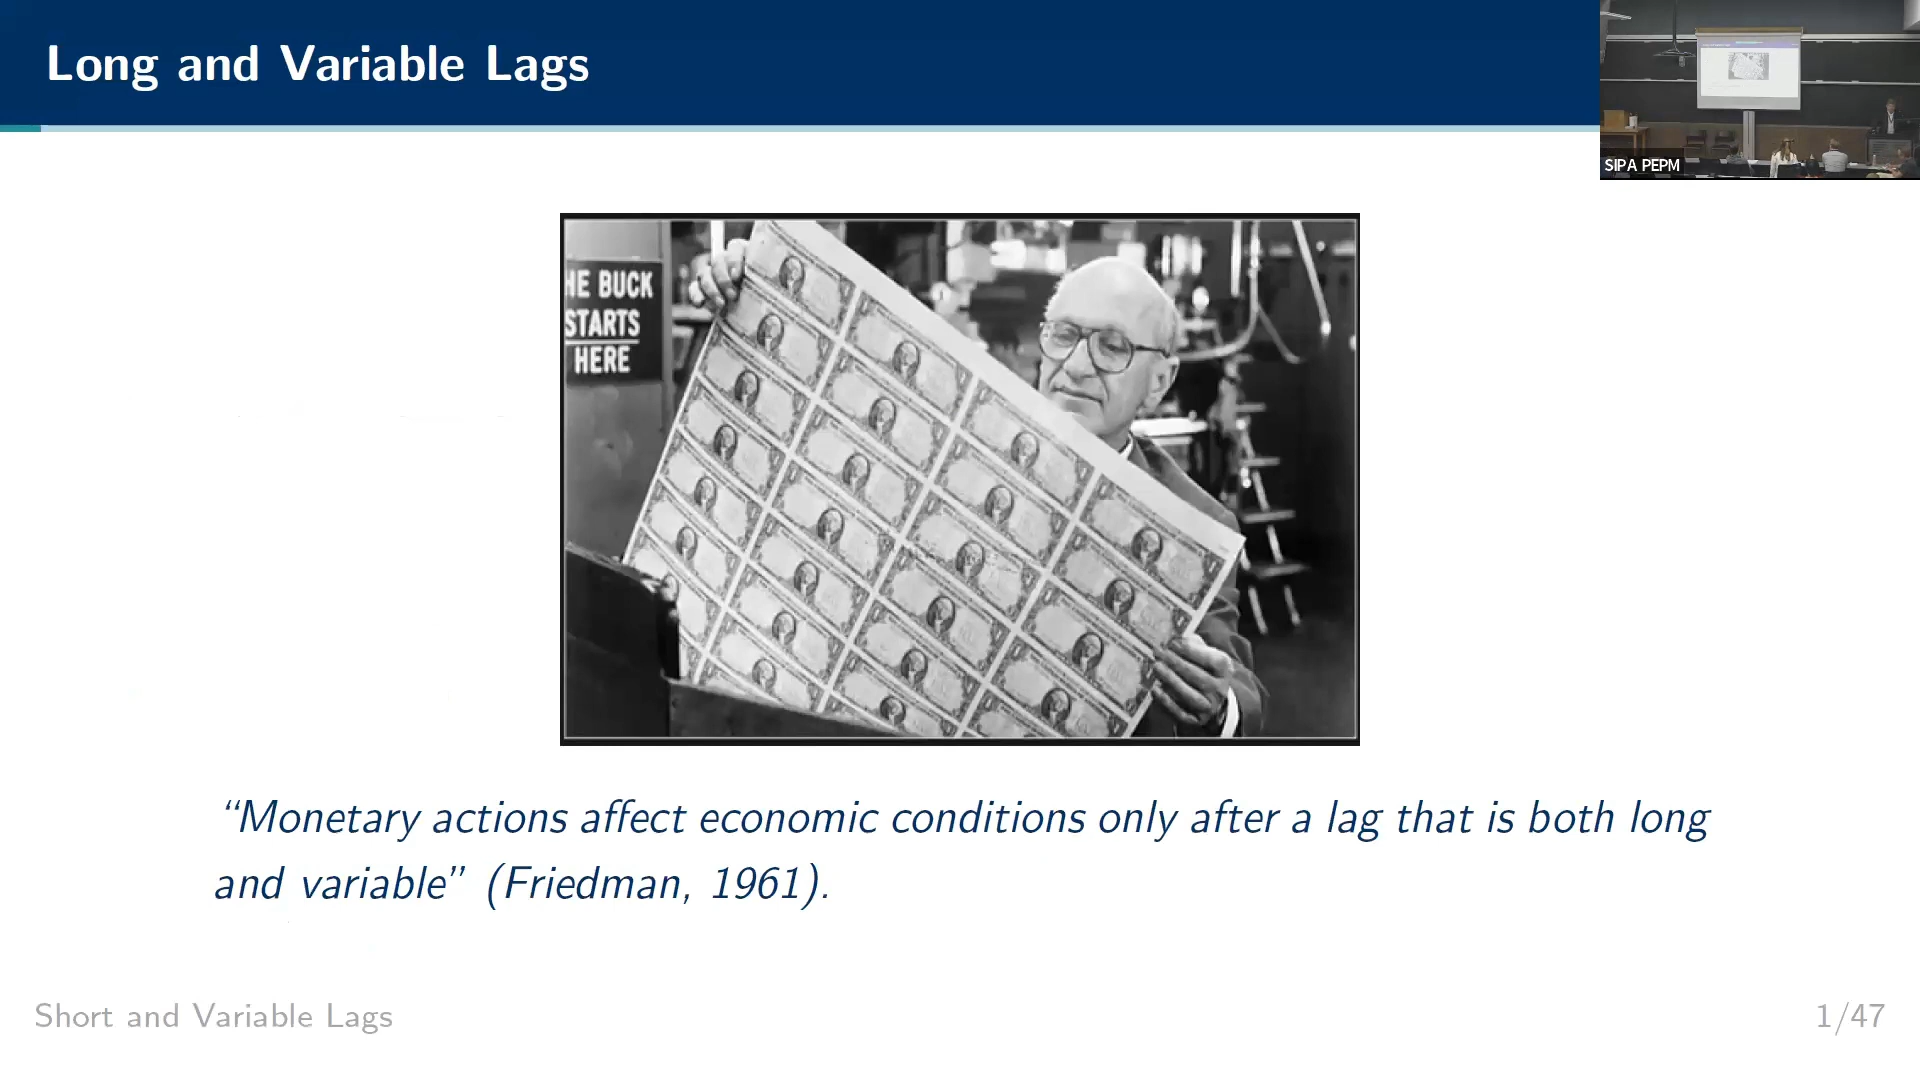 Long and Variable Lags
SIPA PEPM
HE BUCK
STARTS
HERE
“Monetary actions affect economic conditions only after a lag that is both long
and variable” (Friedman, 1961).
Short and Variable Lags
1/47